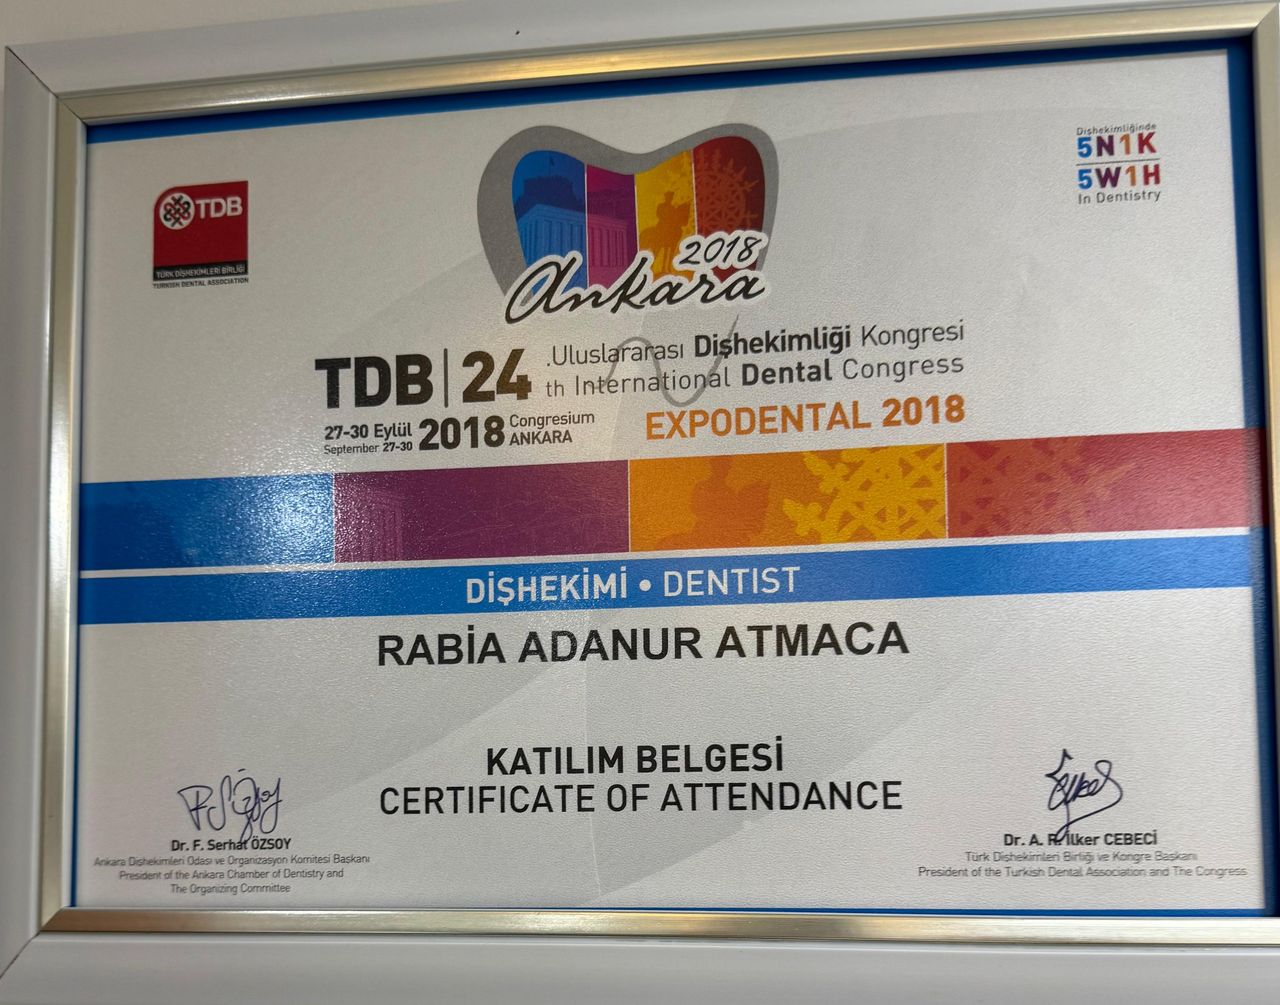 Dişhekimliğinde
5N1K
5W1H
In Dentistry
TDB
TÜRK DİŞHEKİMLERİ BİRLİĞİ
TURKISH DENTAL ASSOCIATION
2018
Ankara
TDB | 24
.Uluslararası Dişhekimliği Kongresi
th International Dental Congress
27-30 Eylül
September 27-30
2018
Congresium
ANKARA
EXPODENTAL 2018
DİŞHEKİMİ • DENTIST
RABİA ADANUR ATMACA
KATILIM BELGESİ
CERTIFICATE OF ATTENDANCE
Dr. F. Serhat ÖZSOY
Ankara Dişhekimleri Odası ve Organizasyon Komitesi Başkanı
President of the Ankara Chamber of Dentistry and
The Organizing Committee
Dr. A. R. İlker CEBECİ
Türk Dişhekimleri Birliği ve Kongre Başkanı
President of the Turkish Dental Association and The Congress